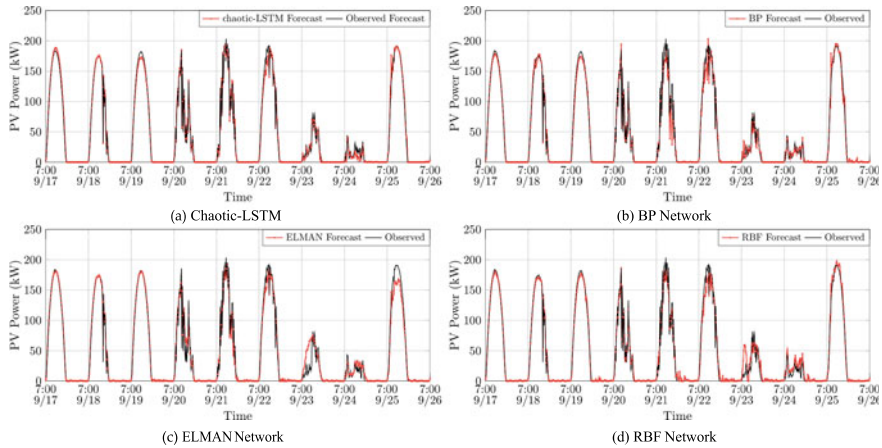 chaotic-LSTM Forecast Observed Forecast
250
200
150
100
50
0
PV Power (kW)
7:00 7:00 7:00 7:00 7:00 7:00 7:00 7:00 7:00 7:00
9/17 9/18 9/19 9/20 9/21 9/22 9/23 9/24 9/25 9/26
Time
(a) Chaotic-LSTM
BP Forecast Observed
250
200
150
100
50
0
PV Power (kW)
7:00 7:00 7:00 7:00 7:00 7:00 7:00 7:00 7:00 7:00
9/17 9/18 9/19 9/20 9/21 9/22 9/23 9/24 9/25 9/26
Time
(b) BP Network
ELMAN Forecast Observed
250
200
150
100
50
0
PV Power (kW)
7:00 7:00 7:00 7:00 7:00 7:00 7:00 7:00 7:00 7:00
9/17 9/18 9/19 9/20 9/21 9/22 9/23 9/24 9/25 9/26
Time
(c) ELMAN Network
RBF Forecast Observed
250
200
150
100
50
0
PV Power (kW)
7:00 7:00 7:00 7:00 7:00 7:00 7:00 7:00 7:00 7:00
9/17 9/18 9/19 9/20 9/21 9/22 9/23 9/24 9/25 9/26
Time
(d) RBF Network